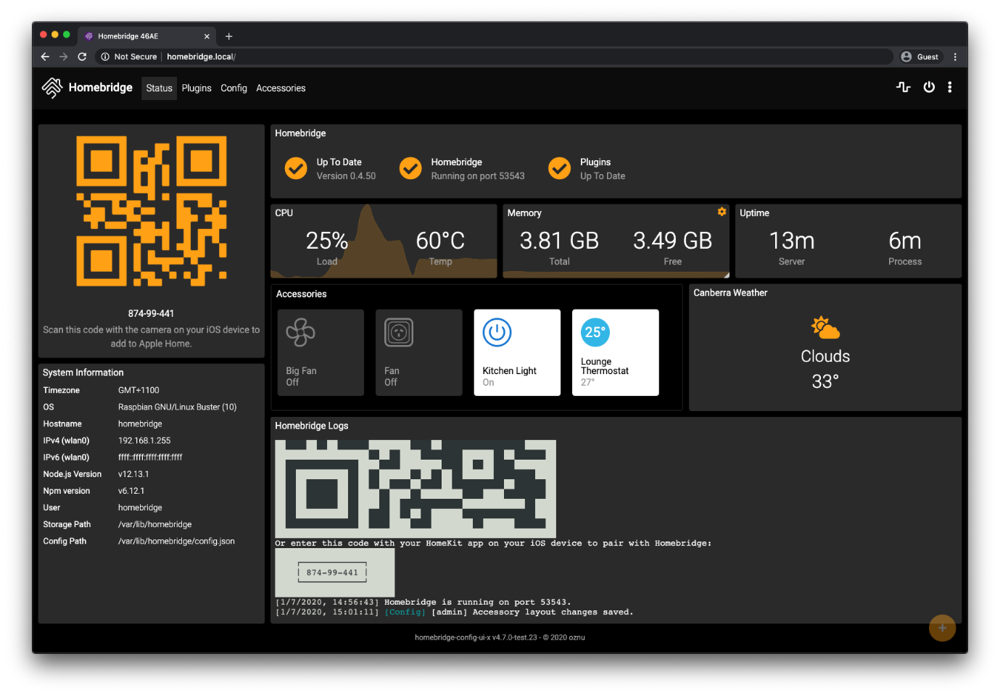 Homebridge 46AE
Not Secure
homebridge.local/
Guest
Homebridge
Status
Plugins
Config
Accessories
874-99-441
Scan this code with the camera on your iOS device to
add to Apple Home.
System Information
Timezone GMT+1100
OS Raspbian GNU/Linux Buster (10)
Hostname homebridge
IPv4 (wlan0) 192.168.1.255
IPv6 (wlan0) ffff::ffff:ffff:ffff:ffff
Node.js Version v12.13.1
Npm version v6.12.1
User homebridge
Storage Path /var/lib/homebridge
Config Path /var/lib/homebridge/config.json
Homebridge
Up To Date
Version 0.4.50
Homebridge
Running on port 53543
Plugins
Up To Date
CPU
25%
Load
60°C
Temp
Memory
3.81 GB
Total
3.49 GB
Free
Uptime
13m
Server
6m
Process
Accessories
Big Fan
Off
Fan
Off
Kitchen Light
On
25°
Lounge
Thermostat
27°
Canberra Weather
Clouds
33°
Homebridge Logs
Or enter this code with your HomeKit app on your iOS device to pair with Homebridge:
874-99-441
[1/7/2020, 14:56:43] Homebridge is running on port 53543.
[1/7/2020, 15:01:11] [Config] [admin] Accessory layout changes saved.
homebridge-config-ui-x v4.7.0-test.23 - © 2020 oznu